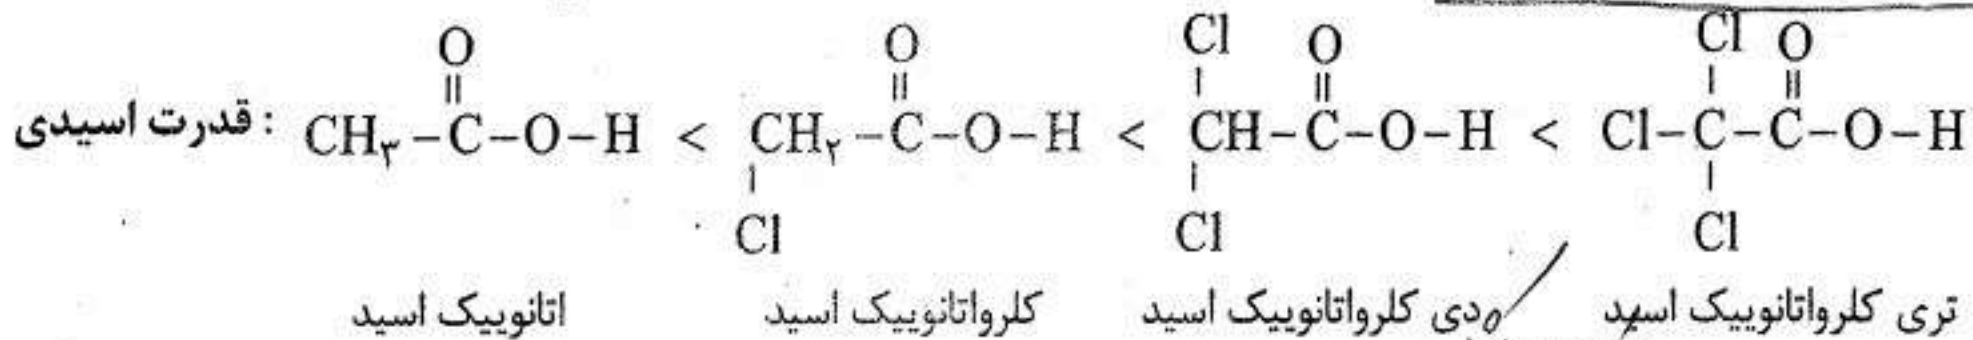 Cl Cl
O O O O
قدرت اسیدی : CH۳–C–O–H < CH۲–C–O–H < CH–C–O–H < Cl–C–C–O–H
Cl Cl Cl
اتانوییک اسید کلرواتانوییک اسید دی کلرواتانوییک اسید تری کلرواتانوییک اسید